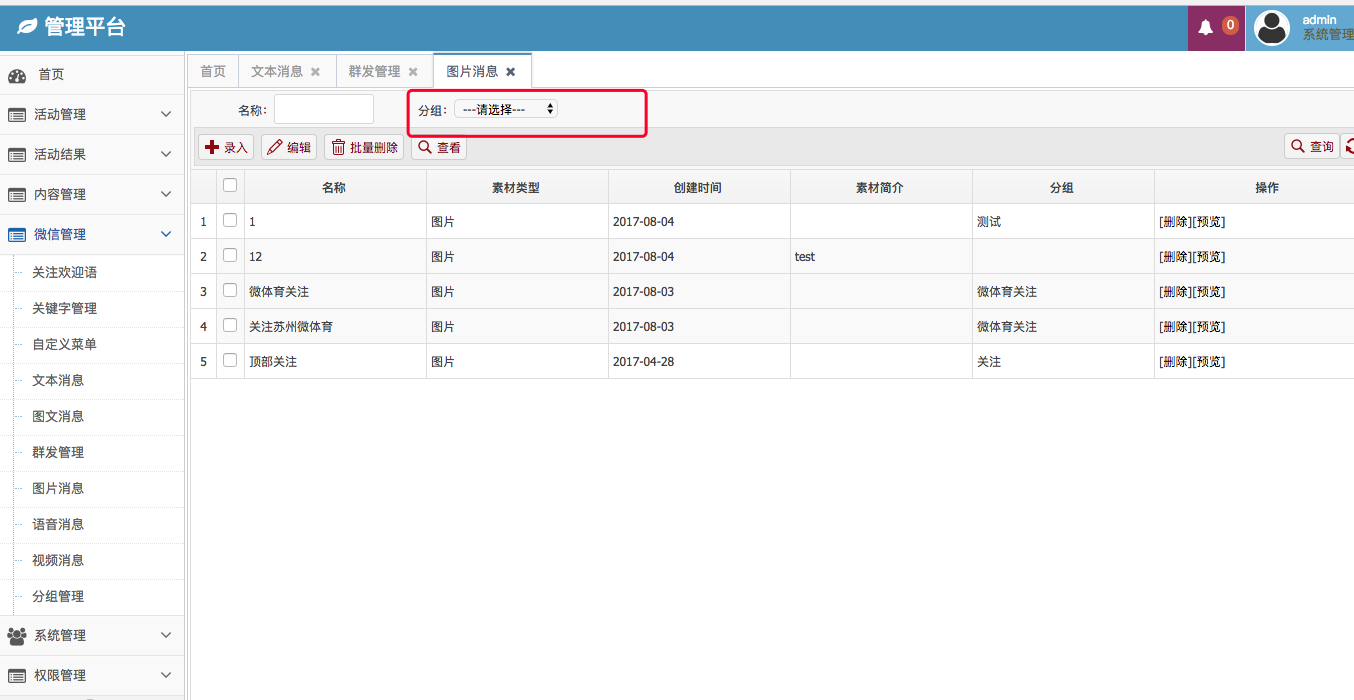 管理平台
0
admin
系统管理
首页
活动管理
活动结果
内容管理
微信管理
关注欢迎语
关键字管理
自定义菜单
文本消息
图文消息
群发管理
图片消息
语音消息
视频消息
分组管理
系统管理
权限管理
首页 文本消息 群发管理 图片消息
名称： 分组： ---请选择---
录入 编辑 批量删除 查看 查询
名称 素材类型 创建时间 素材简介 分组 操作
1 1 图片 2017-08-04 测试 [删除][预览]
2 12 图片 2017-08-04 test [删除][预览]
3 微体育关注 图片 2017-08-03 微体育关注 [删除][预览]
4 关注苏州微体育 图片 2017-08-03 微体育关注 [删除][预览]
5 顶部关注 图片 2017-04-28 关注 [删除][预览]